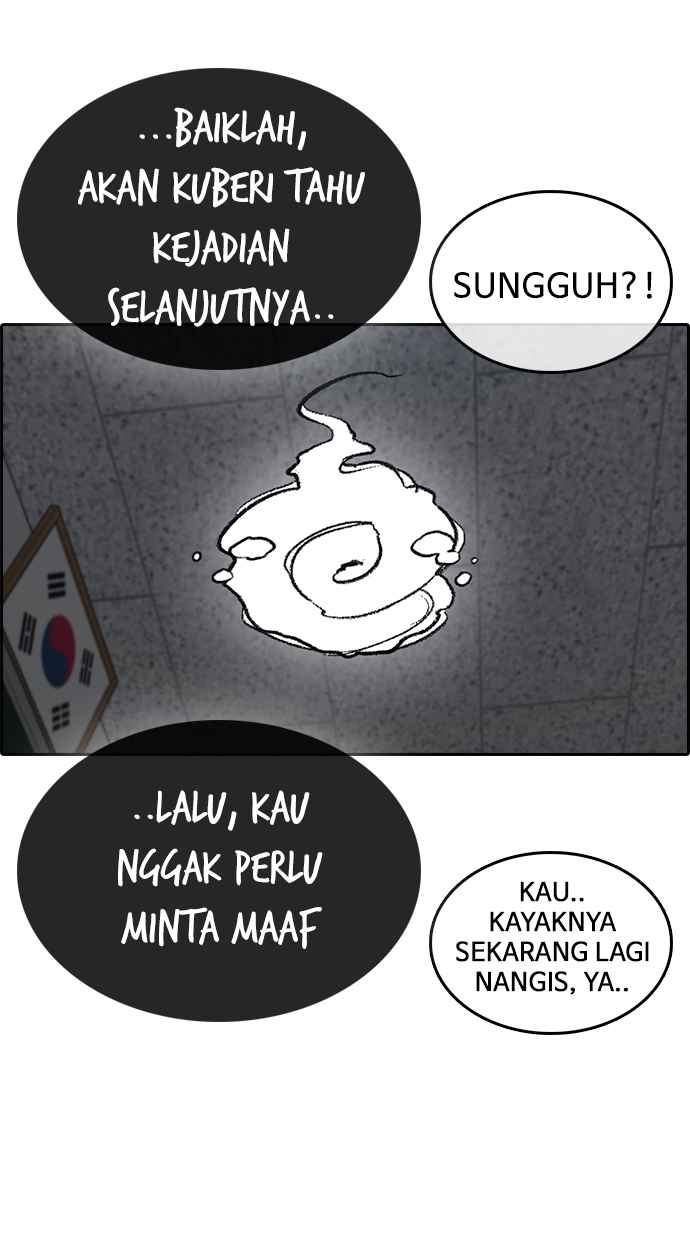 ...BAIKLAH,
AKAN KUBERI TAHU
KEJADIAN
SELANJUTNYA..
SUNGGUH?!
..LALU, KAU
NGGAK PERLU
MINTA MAAF
KAU..
KAYAKNYA
SEKARANG LAGI
NANGIS, YA..